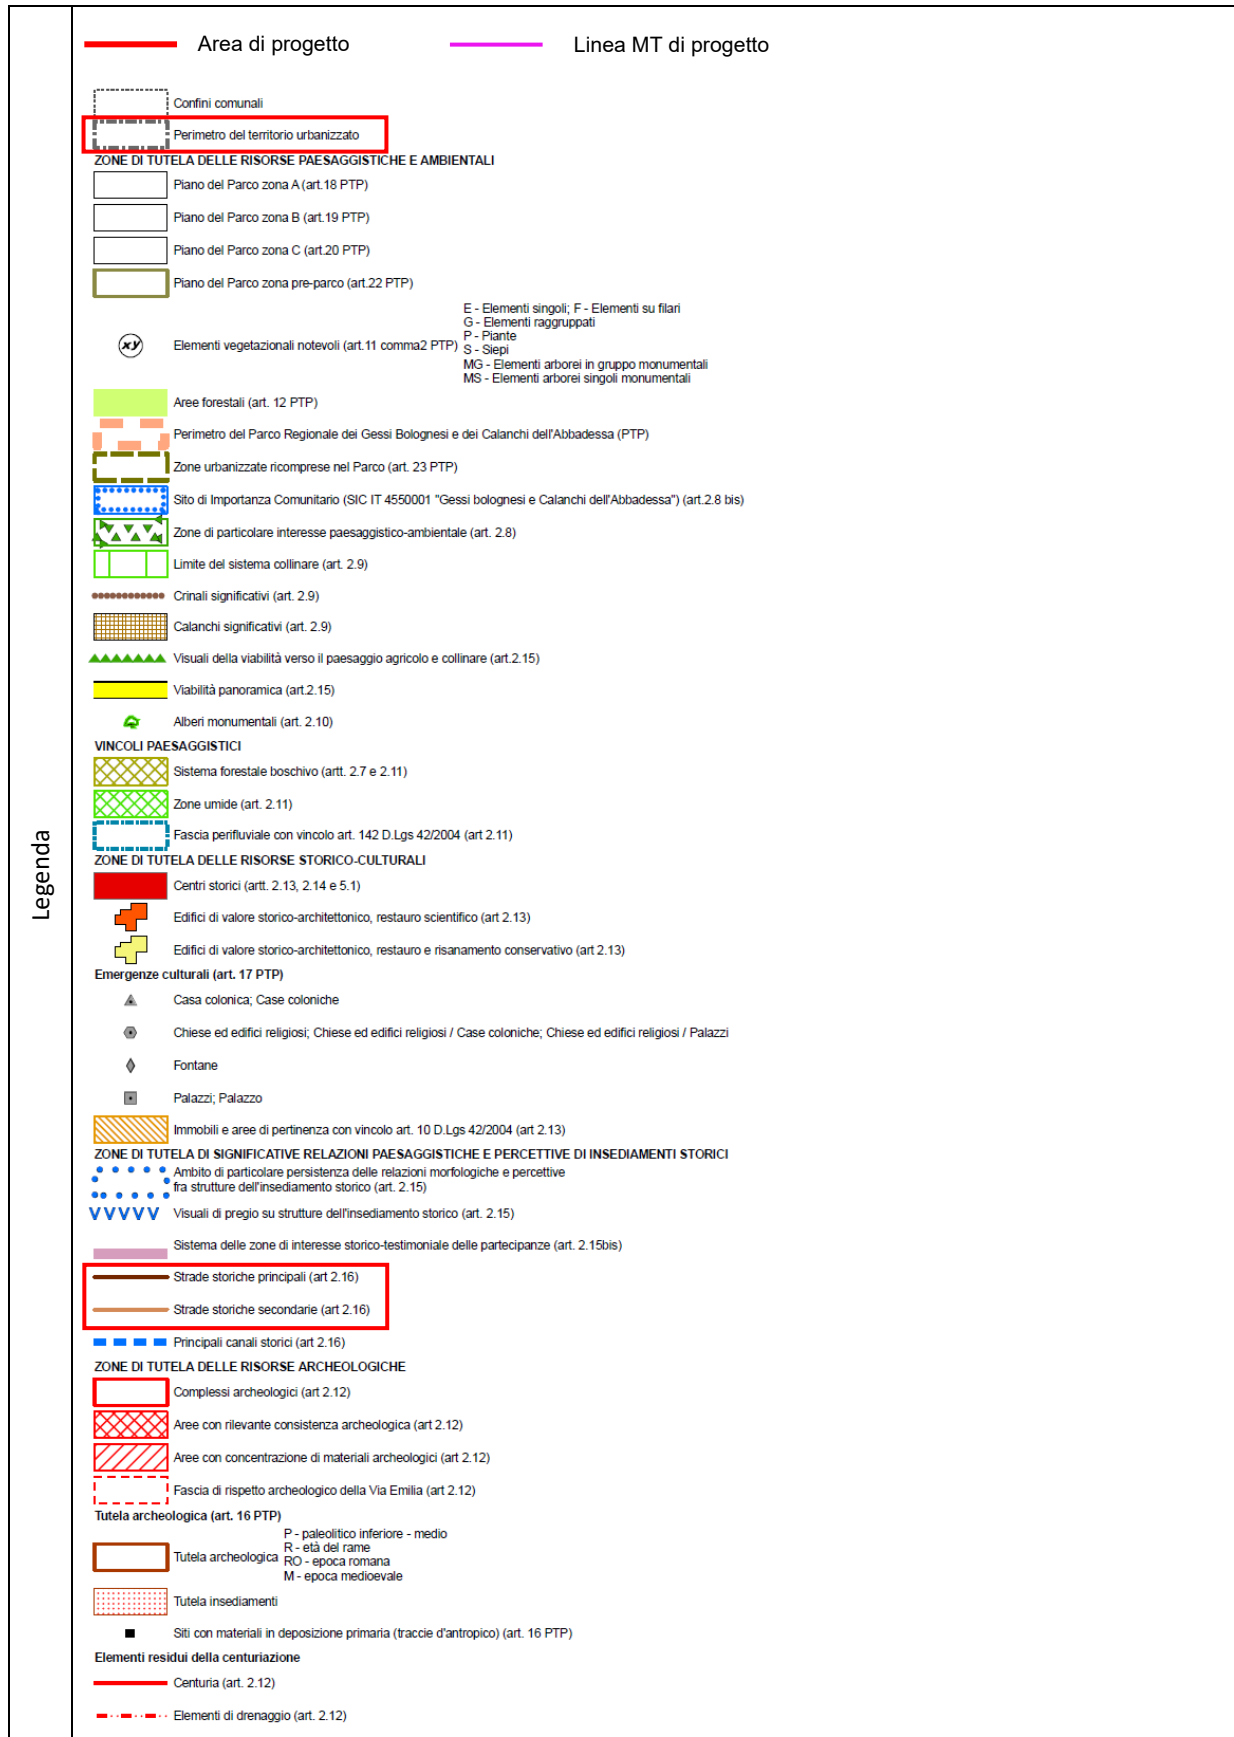 Legenda
Area di progetto
Linea MT di progetto
Confini comunali
Perimetro del territorio urbanizzato
ZONE DI TUTELA DELLE RISORSE PAESAGGISTICHE E AMBIENTALI
Piano del Parco zona A (art.18 PTP)
Piano del Parco zona B (art.19 PTP)
Piano del Parco zona C (art.20 PTP)
Piano del Parco zona pre-parco (art.22 PTP)
xy
Elementi vegetazionali notevoli (art.11 comma2 PTP)
E - Elementi singoli; F - Elementi su filari
G - Elementi raggruppati
P - Piante
S - Siepi
MG - Elementi arborei in gruppo monumentali
MS - Elementi arborei singoli monumentali
Aree forestali (art. 12 PTP)
Perimetro del Parco Regionale dei Gessi Bolognesi e dei Calanchi dell'Abbadessa (PTP)
Zone urbanizzate ricomprese nel Parco (art. 23 PTP)
Sito di Importanza Comunitario (SIC IT 4550001 "Gessi bolognesi e Calanchi dell'Abbadessa") (art.2.8 bis)
Zone di particolare interesse paesaggistico-ambientale (art. 2.8)
Limite del sistema collinare (art. 2.9)
Crinali significativi (art. 2.9)
Calanchi significativi (art. 2.9)
Visuali della viabilità verso il paesaggio agricolo e collinare (art.2.15)
Viabilità panoramica (art.2.15)
Alberi monumentali (art. 2.10)
VINCOLI PAESAGGISTICI
Sistema forestale boschivo (artt. 2.7 e 2.11)
Zone umide (art. 2.11)
Fascia perifluviale con vincolo art. 142 D.Lgs 42/2004 (art 2.11)
ZONE DI TUTELA DELLE RISORSE STORICO-CULTURALI
Centri storici (artt. 2.13, 2.14 e 5.1)
Edifici di valore storico-architettonico, restauro scientifico (art 2.13)
Edifici di valore storico-architettonico, restauro e risanamento conservativo (art 2.13)
Emergenze culturali (art. 17 PTP)
Casa colonica; Case coloniche
Chiese ed edifici religiosi; Chiese ed edifici religiosi / Case coloniche; Chiese ed edifici religiosi / Palazzi
Fontane
Palazzi; Palazzo
Immobili e aree di pertinenza con vincolo art. 10 D.Lgs 42/2004 (art 2.13)
ZONE DI TUTELA DI SIGNIFICATIVE RELAZIONI PAESAGGISTICHE E PERCETTIVE DI INSEDIAMENTI STORICI
Ambito di particolare persistenza delle relazioni morfologiche e percettive
fra strutture dell'insediamento storico (art. 2.15)
Visuali di pregio su strutture dell'insediamento storico (art. 2.15)
Sistema delle zone di interesse storico-testimoniale delle partecipanze (art. 2.15bis)
Strade storiche principali (art 2.16)
Strade storiche secondarie (art 2.16)
Principali canali storici (art 2.16)
ZONE DI TUTELA DELLE RISORSE ARCHEOLOGICHE
Complessi archeologici (art 2.12)
Aree con rilevante consistenza archeologica (art 2.12)
Aree con concentrazione di materiali archeologici (art 2.12)
Fascia di rispetto archeologico della Via Emilia (art 2.12)
Tutela archeologica (art. 16 PTP)
Tutela archeologica
P - paleolitico inferiore - medio
R - età del rame
RO - epoca romana
M - epoca medioevale
Tutela insediamenti
Siti con materiali in deposizione primaria (traccie d'antropico) (art. 16 PTP)
Elementi residui della centuriazione
Centuria (art. 2.12)
Elementi di drenaggio (art. 2.12)